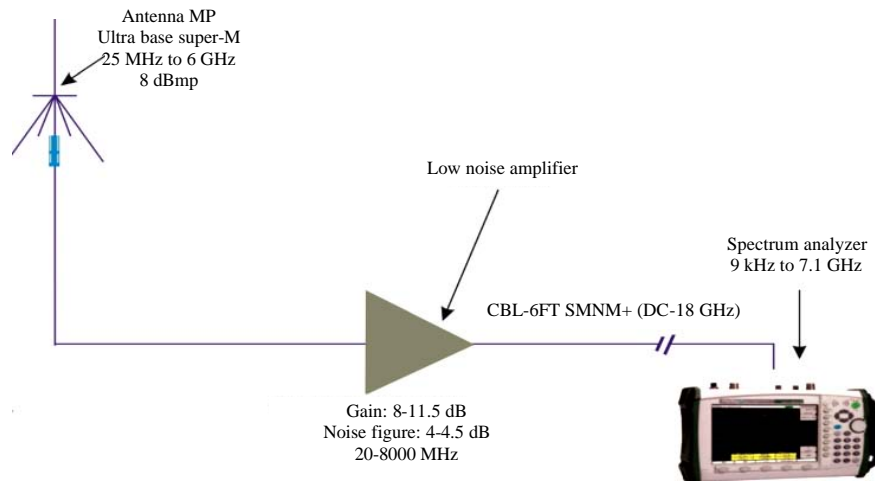 Antenna MP
Ultra base super-M
25 MHz to 6 GHz
8 dBmp
Low noise amplifier
Spectrum analyzer
9 kHz to 7.1 GHz
CBL-6FT SMNM+ (DC-18 GHz)
Gain: 8-11.5 dB
Noise figure: 4-4.5 dB
20-8000 MHz